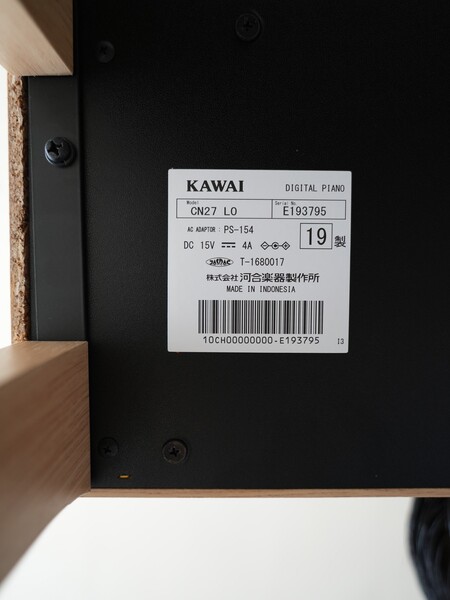 KAWAI DIGITAL PIANO
Model Serial No
CN27 LO E193795
AC ADAPTOR : PS-154
19 製
DC 15V 4A
T-1680017
株式会社 河合楽器製作所
MADE IN INDONESIA
10CH00000000-E193795 I3